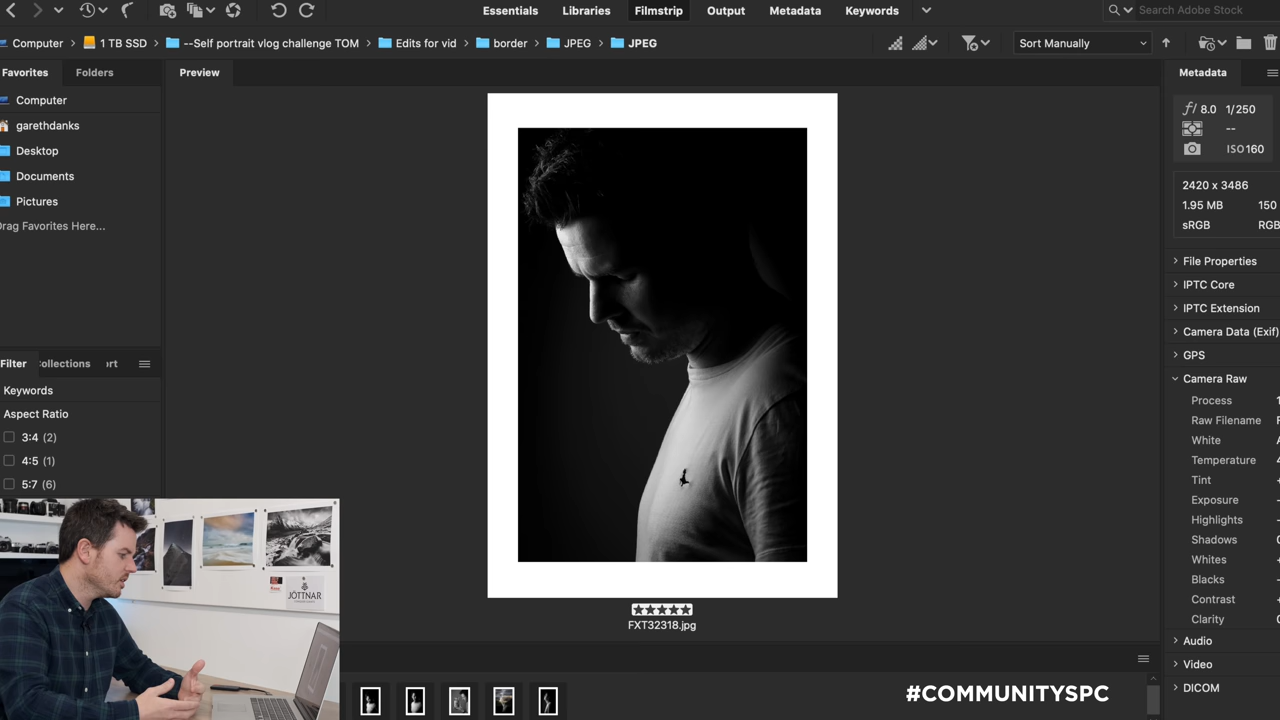 Essentials
Libraries
Filmstrip
Output
Metadata
Keywords
Search Adobe Stock
Computer
1 TB SSD
--Self portrait vlog challenge TOM
Edits for vid
border
JPEG
JPEG
Sort Manually
Favorites
Folders
Preview
Metadata
Computer
garethdanks
Desktop
Documents
Pictures
Drag Favorites Here...
f/ 8.0 1/250
--
ISO 160
2420 x 3486
1.95 MB 150
sRGB RGB
File Properties
IPTC Core
IPTC Extension
Camera Data (Exif)
GPS
Camera Raw
Process
Raw Filename
White
Temperature
Tint
Exposure
Highlights
Shadows
Whites
Blacks
Contrast
Clarity
Audio
Video
DICOM
Filter
Collections
Keywords
Aspect Ratio
3:4 (2)
4:5 (1)
5:7 (6)
JÖTTNAR
FXT32318.jpg
#COMMUNITYSPC